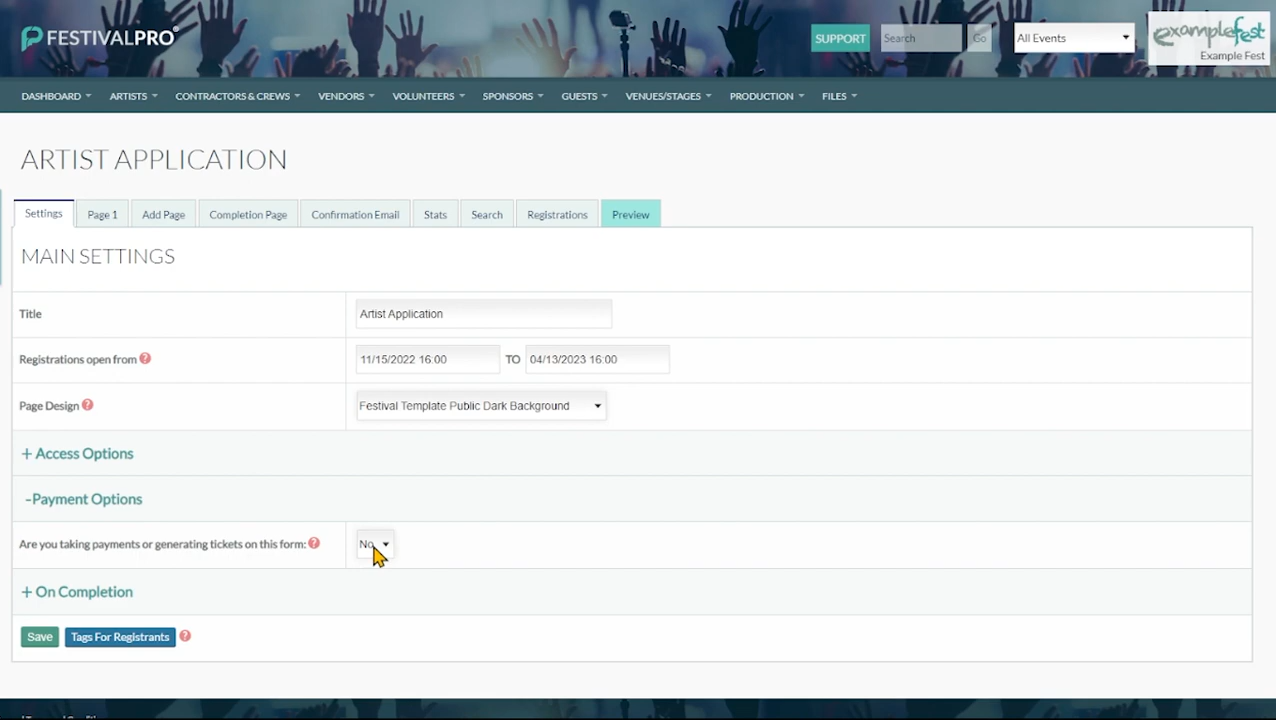 FESTIVALPRO
SUPPORT
Search
Go
All Events
examplefest
Example Fest
DASHBOARD
ARTISTS
CONTRACTORS & CREWS
VENDORS
VOLUNTEERS
SPONSORS
GUESTS
VENUES/STAGES
PRODUCTION
FILES
ARTIST APPLICATION
Settings
Page 1
Add Page
Completion Page
Confirmation Email
Stats
Search
Registrations
Preview
MAIN SETTINGS
Title
Artist Application
Registrations open from ?
11/15/2022 16:00
TO
04/13/2023 16:00
Page Design ?
Festival Template Public Dark Background
+ Access Options
-Payment Options
Are you taking payments or generating tickets on this form: ?
No
+ On Completion
Save
Tags For Registrants ?